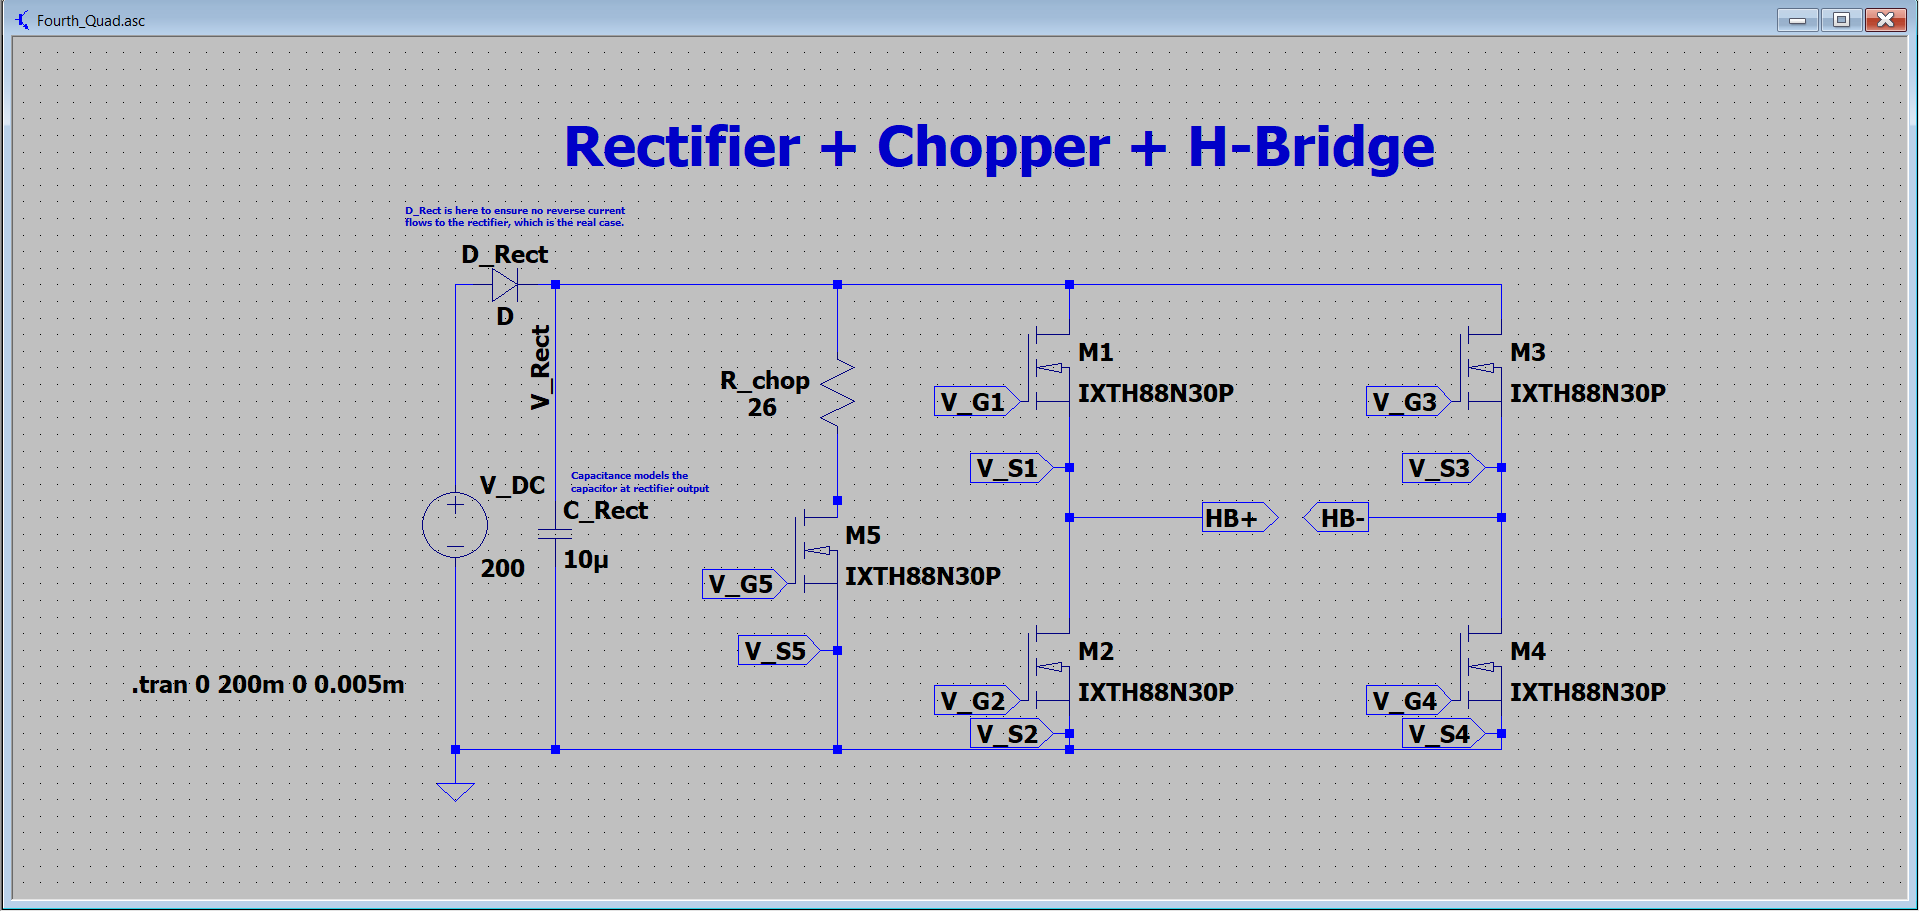 Fourth_Quad.asc
Rectifier + Chopper + H-Bridge
D_Rect is here to ensure no reverse current
flows to the rectifier, which is the real case.
D_Rect
D
V_Rect
V_DC
200
Capacitance models the
capacitor at rectifier output
C_Rect
10µ
R_chop
26
M5
IXTH88N30P
V_G5
V_S5
M1
IXTH88N30P
V_G1
V_S1
M3
IXTH88N30P
V_G3
V_S3
HB+
HB-
M2
IXTH88N30P
V_G2
V_S2
M4
IXTH88N30P
V_G4
V_S4
.tran 0 200m 0 0.005m